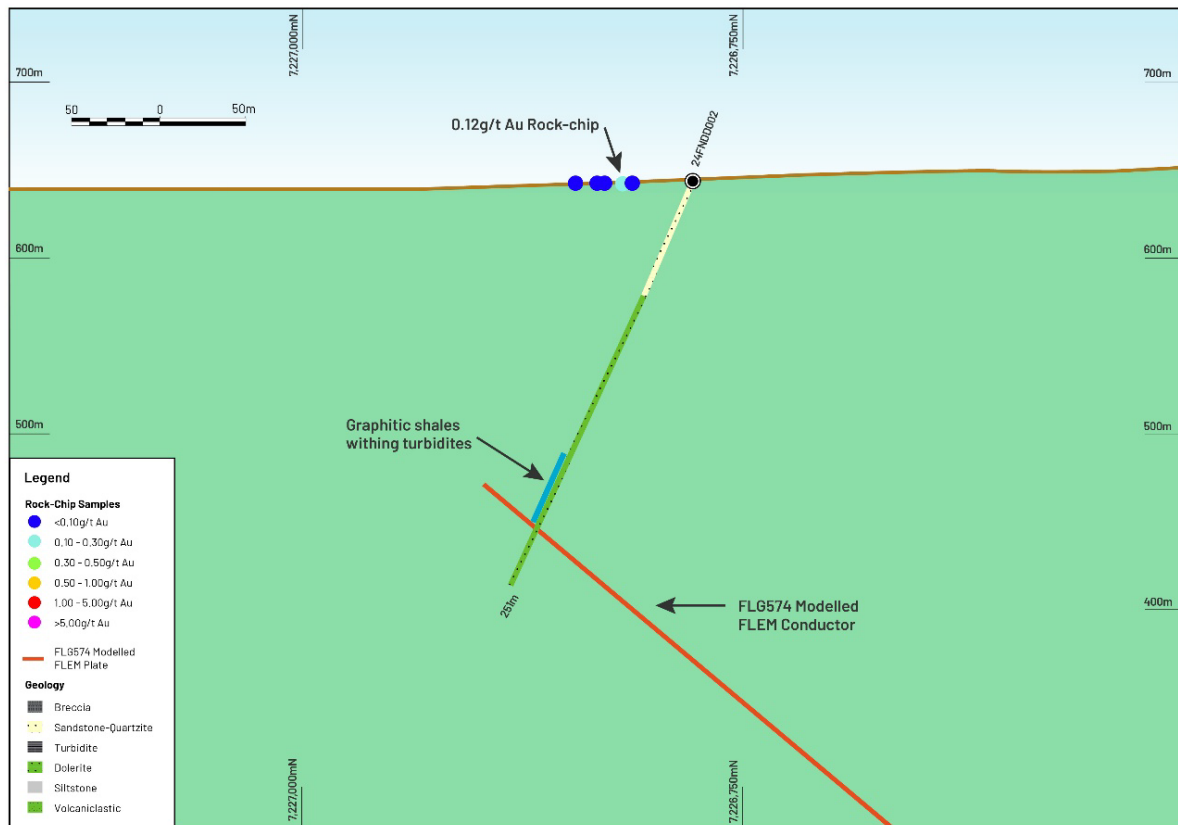 7,227,000mN
7,226,750mN
700m
700m
50 0 50m
0.12g/t Au Rock-chip
24FNDD002
600m
600m
Graphitic shales
withing turbidites
500m
500m
251m
400m
FLG574 Modelled
FLEM Conductor
Legend
Rock-Chip Samples
<0.10g/t Au
0.10 - 0.30g/t Au
0.30 - 0.50g/t Au
0.50 - 1.00g/t Au
1.00 - 5.00g/t Au
>5.00g/t Au
FLG574 Modelled
FLEM Plate
Geology
Breccia
Sandstone-Quartzite
Turbidite
Dolerite
Siltstone
Volcaniclastic
7,227,000mN
7,226,750mN